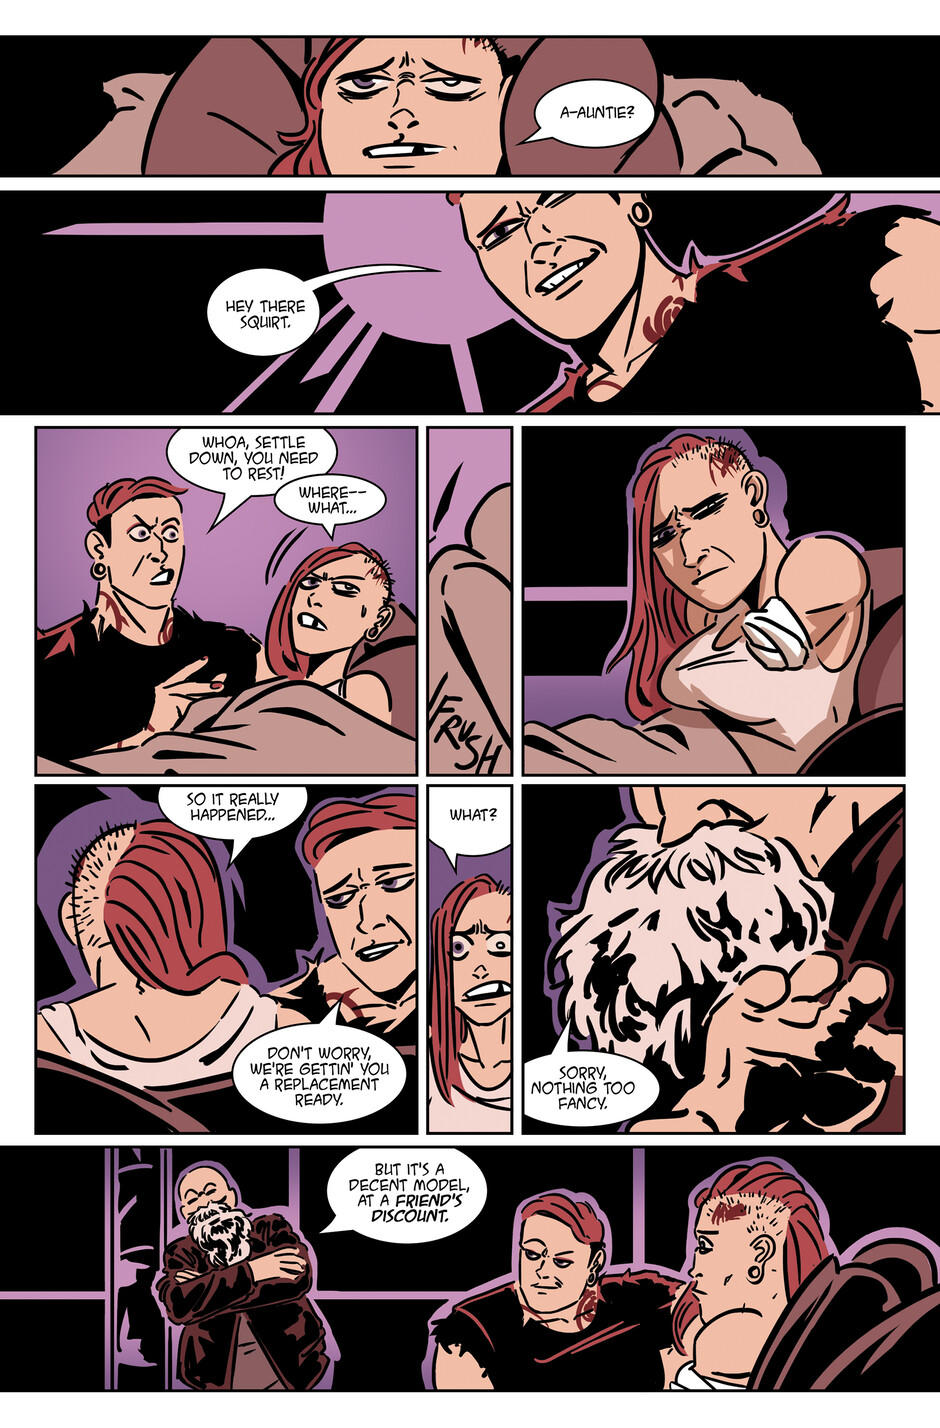 A-AUNTIE?
HEY THERE
SQUIRT.
WHOA, SETTLE
DOWN, YOU NEED
TO REST!
WHERE--
WHAT...
FRUSH
SO IT REALLY
HAPPENED...
DON'T WORRY,
WE'RE GETTIN' YOU
A REPLACEMENT
READY.
WHAT?
SORRY,
NOTHING TOO
FANCY.
BUT IT'S A
DECENT MODEL,
AT A FRIEND'S
DISCOUNT.